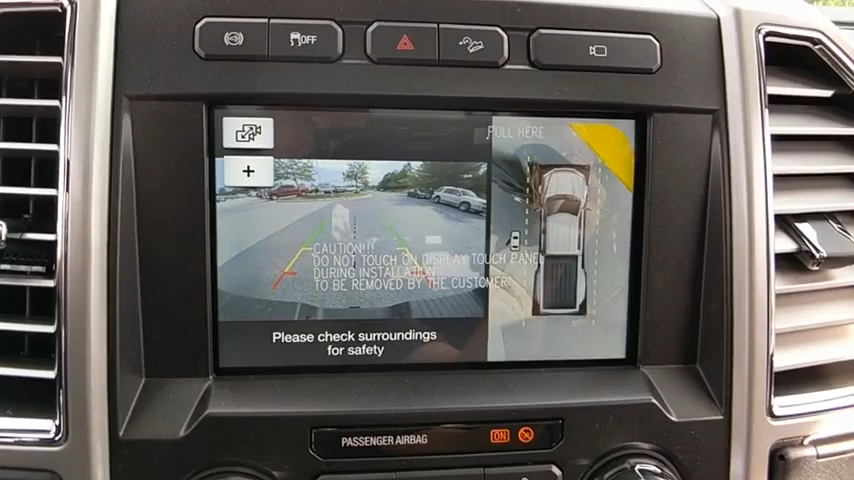 OFF
PULL HERE
+
CAUTION!!!
DO NOT TOUCH ON DISPLAY TOUCH PANEL
DURING INSTALLATION
TO BE REMOVED BY THE CUSTOMER
Please check surroundings
for safety
PASSENGER AIRBAG ON